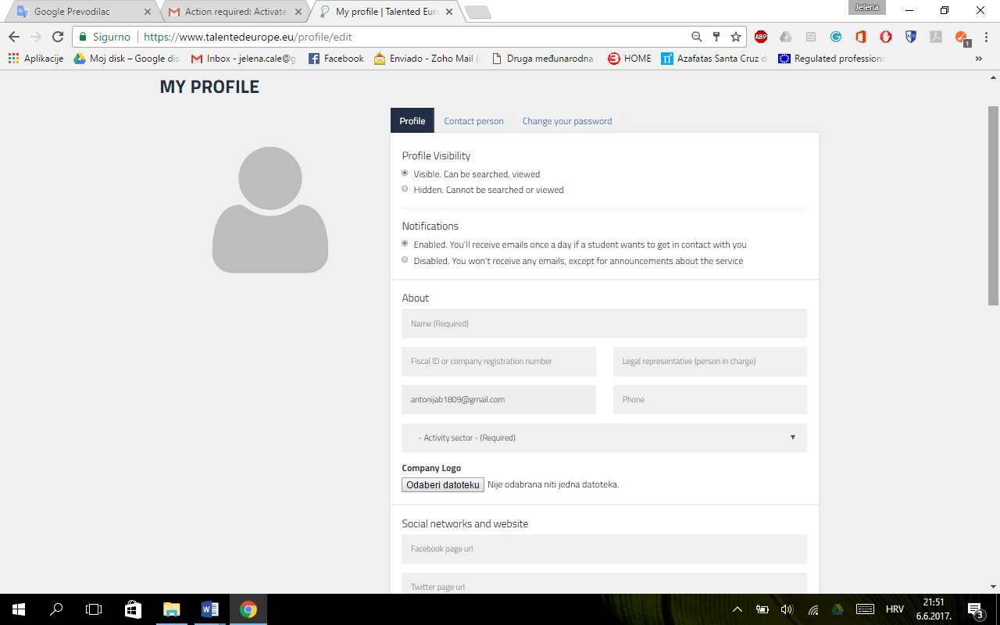 Google Prevodilac
Action required: Activate
My profile | Talented Euro
Jelena
Sigurno
https://www.talentedeurope.eu/profile/edit
ABP
1
Aplikacije
Moj disk – Google dis
Inbox - jelena.cale@g
Facebook
Enviado - Zoho Mail (
Druga međunarodna
HOME
Azafatas Santa Cruz d
Regulated professions
»
MY PROFILE
Profile
Contact person
Change your password
Profile Visibility
Visible. Can be searched, viewed
Hidden. Cannot be searched or viewed
Notifications
Enabled. You'll receive emails once a day if a student wants to get in contact with you
Disabled. You won't receive any emails, except for announcements about the service
About
Name (Required)
Fiscal ID or company registration number
Legal representative (person in charge)
antonijab1809@gmail.com
Phone
- Activity sector - (Required)
Company Logo
Odaberi datoteku Nije odabrana niti jedna datoteka.
Social networks and website
Facebook page url
Twitter page url
HRV
21:51
6.6.2017.
3